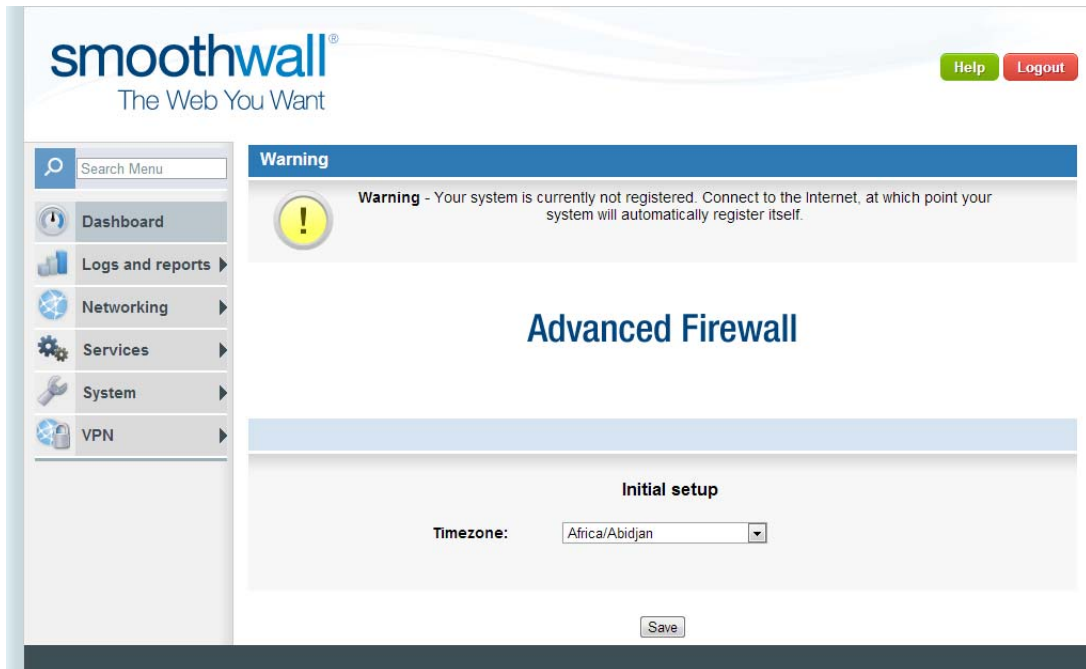 smoothwall®
The Web You Want
Help
Logout
Search Menu
Dashboard
Logs and reports
Networking
Services
System
VPN
Warning
Warning - Your system is currently not registered. Connect to the Internet, at which point your
system will automatically register itself.
Advanced Firewall
Initial setup
Timezone:
Africa/Abidjan
Save